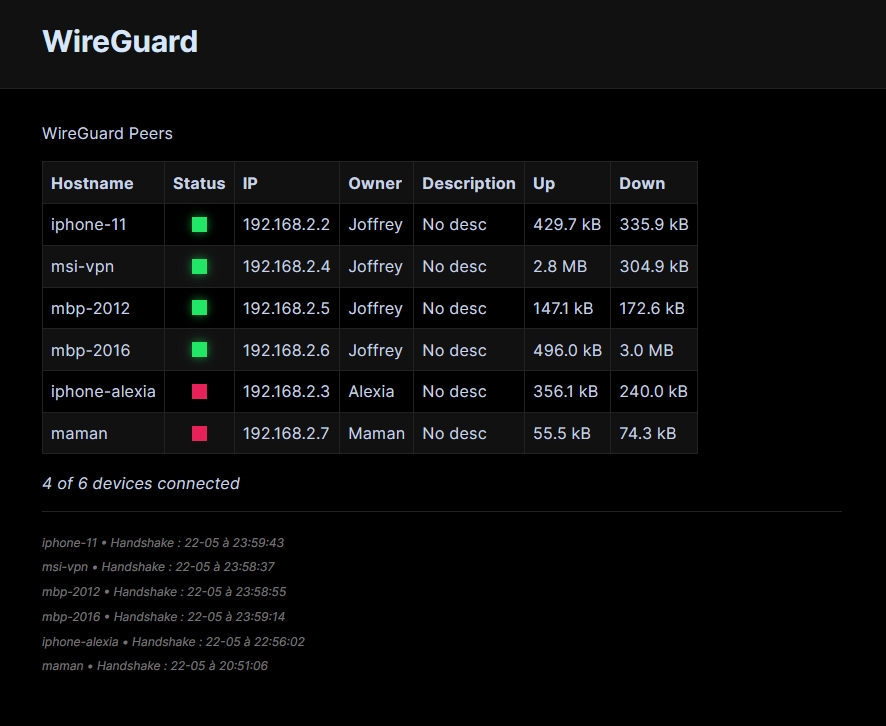 WireGuard
WireGuard Peers
Hostname Status IP Owner Description Up Down
iphone-11 192.168.2.2 Joffrey No desc 429.7 kB 335.9 kB
msi-vpn 192.168.2.4 Joffrey No desc 2.8 MB 304.9 kB
mbp-2012 192.168.2.5 Joffrey No desc 147.1 kB 172.6 kB
mbp-2016 192.168.2.6 Joffrey No desc 496.0 kB 3.0 MB
iphone-alexia 192.168.2.3 Alexia No desc 356.1 kB 240.0 kB
maman 192.168.2.7 Maman No desc 55.5 kB 74.3 kB
4 of 6 devices connected
iphone-11 • Handshake : 22-05 à 23:59:43
msi-vpn • Handshake : 22-05 à 23:58:37
mbp-2012 • Handshake : 22-05 à 23:58:55
mbp-2016 • Handshake : 22-05 à 23:59:14
iphone-alexia • Handshake : 22-05 à 22:56:02
maman • Handshake : 22-05 à 20:51:06